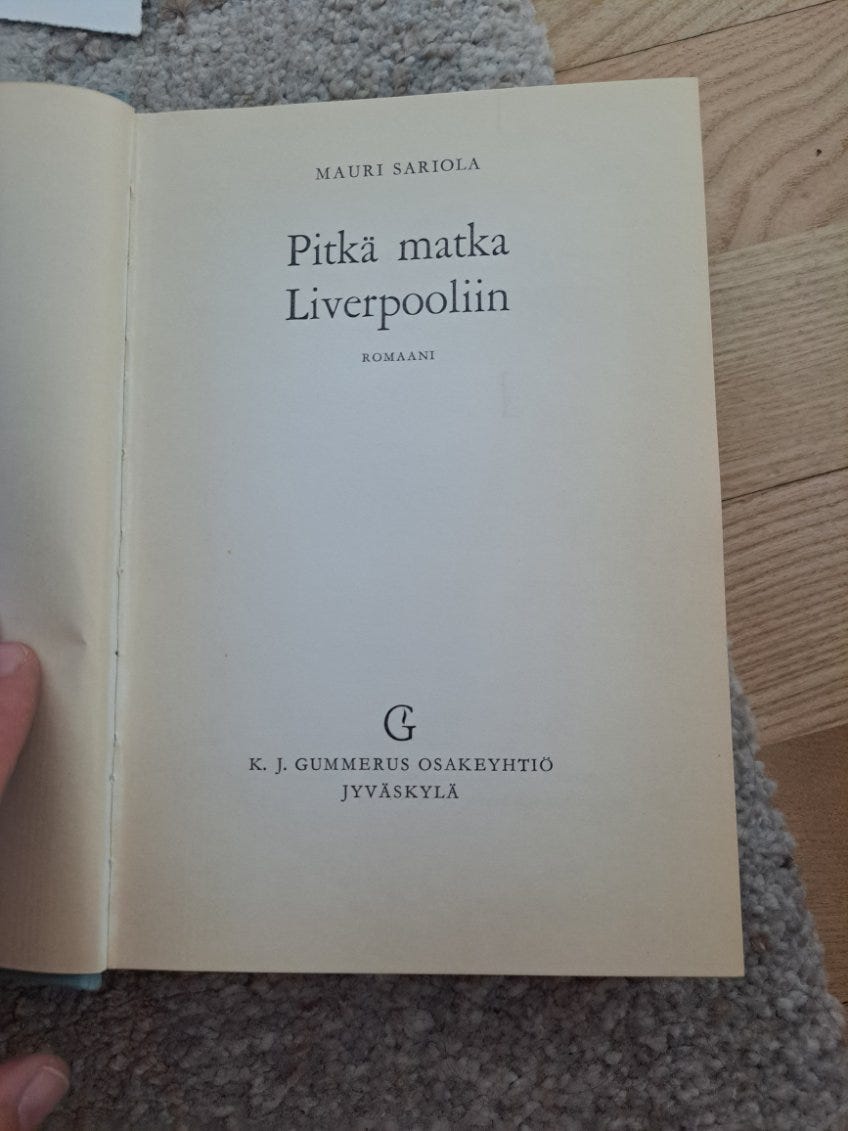 MAURI SARIOLA
Pitkä matka
Liverpooliin
ROMAANI
G
K. J. GUMMERUS OSAKEYHTIÖ
JYVÄSKYLÄ